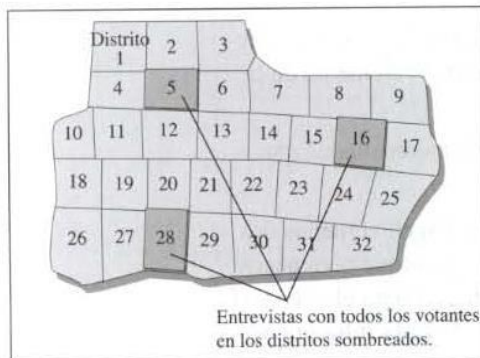 Distrito
1 2 3
4 5 6 7 8 9
10 11 12 13 14 15 16 17
18 19 20 21 22 23 24 25
26 27 28 29 30 31 32
Entrevistas con todos los votantes
en los distritos sombreados.